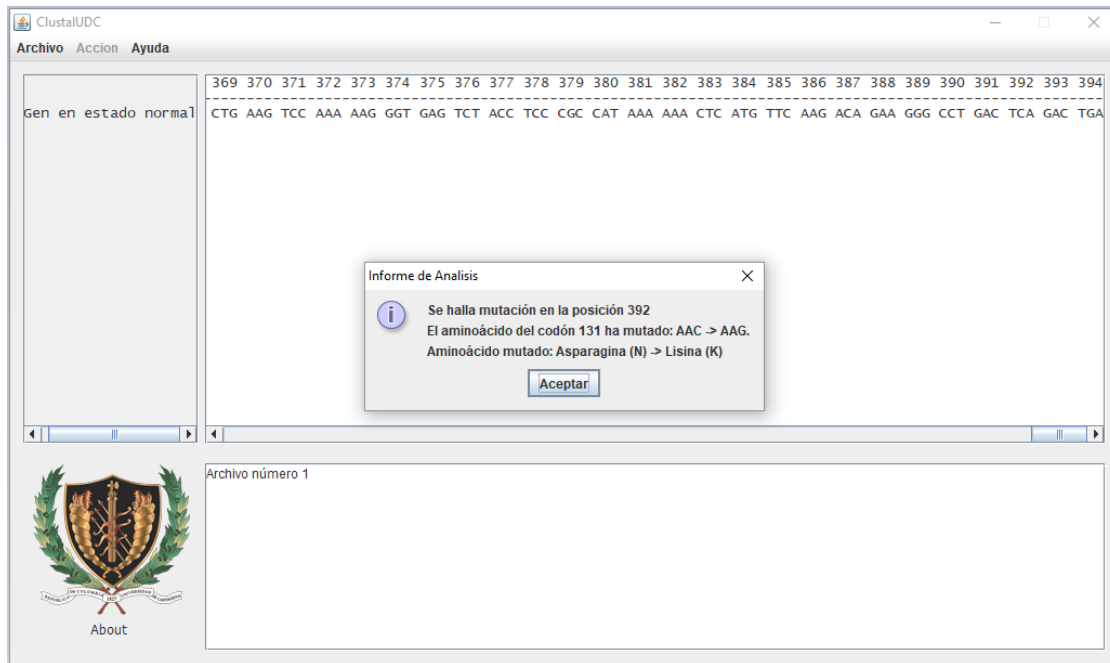 ClustalUDC
Archivo Accion Ayuda
369 370 371 372 373 374 375 376 377 378 379 380 381 382 383 384 385 386 387 388 389 390 391 392 393 394
Gen en estado normal CTG AAG TCC AAA AAG GGT GAG TCT ACC TCC CGC CAT AAA AAA CTC ATG TTC AAG ACA GAA GGG CCT GAC TCA GAC TGA
Informe de Analisis
Se halla mutación en la posición 392
El aminoácido del codón 131 ha mutado: AAC -> AAG.
Aminoácido mutado: Asparagina (N) -> Lisina (K)
Aceptar
Archivo número 1
About